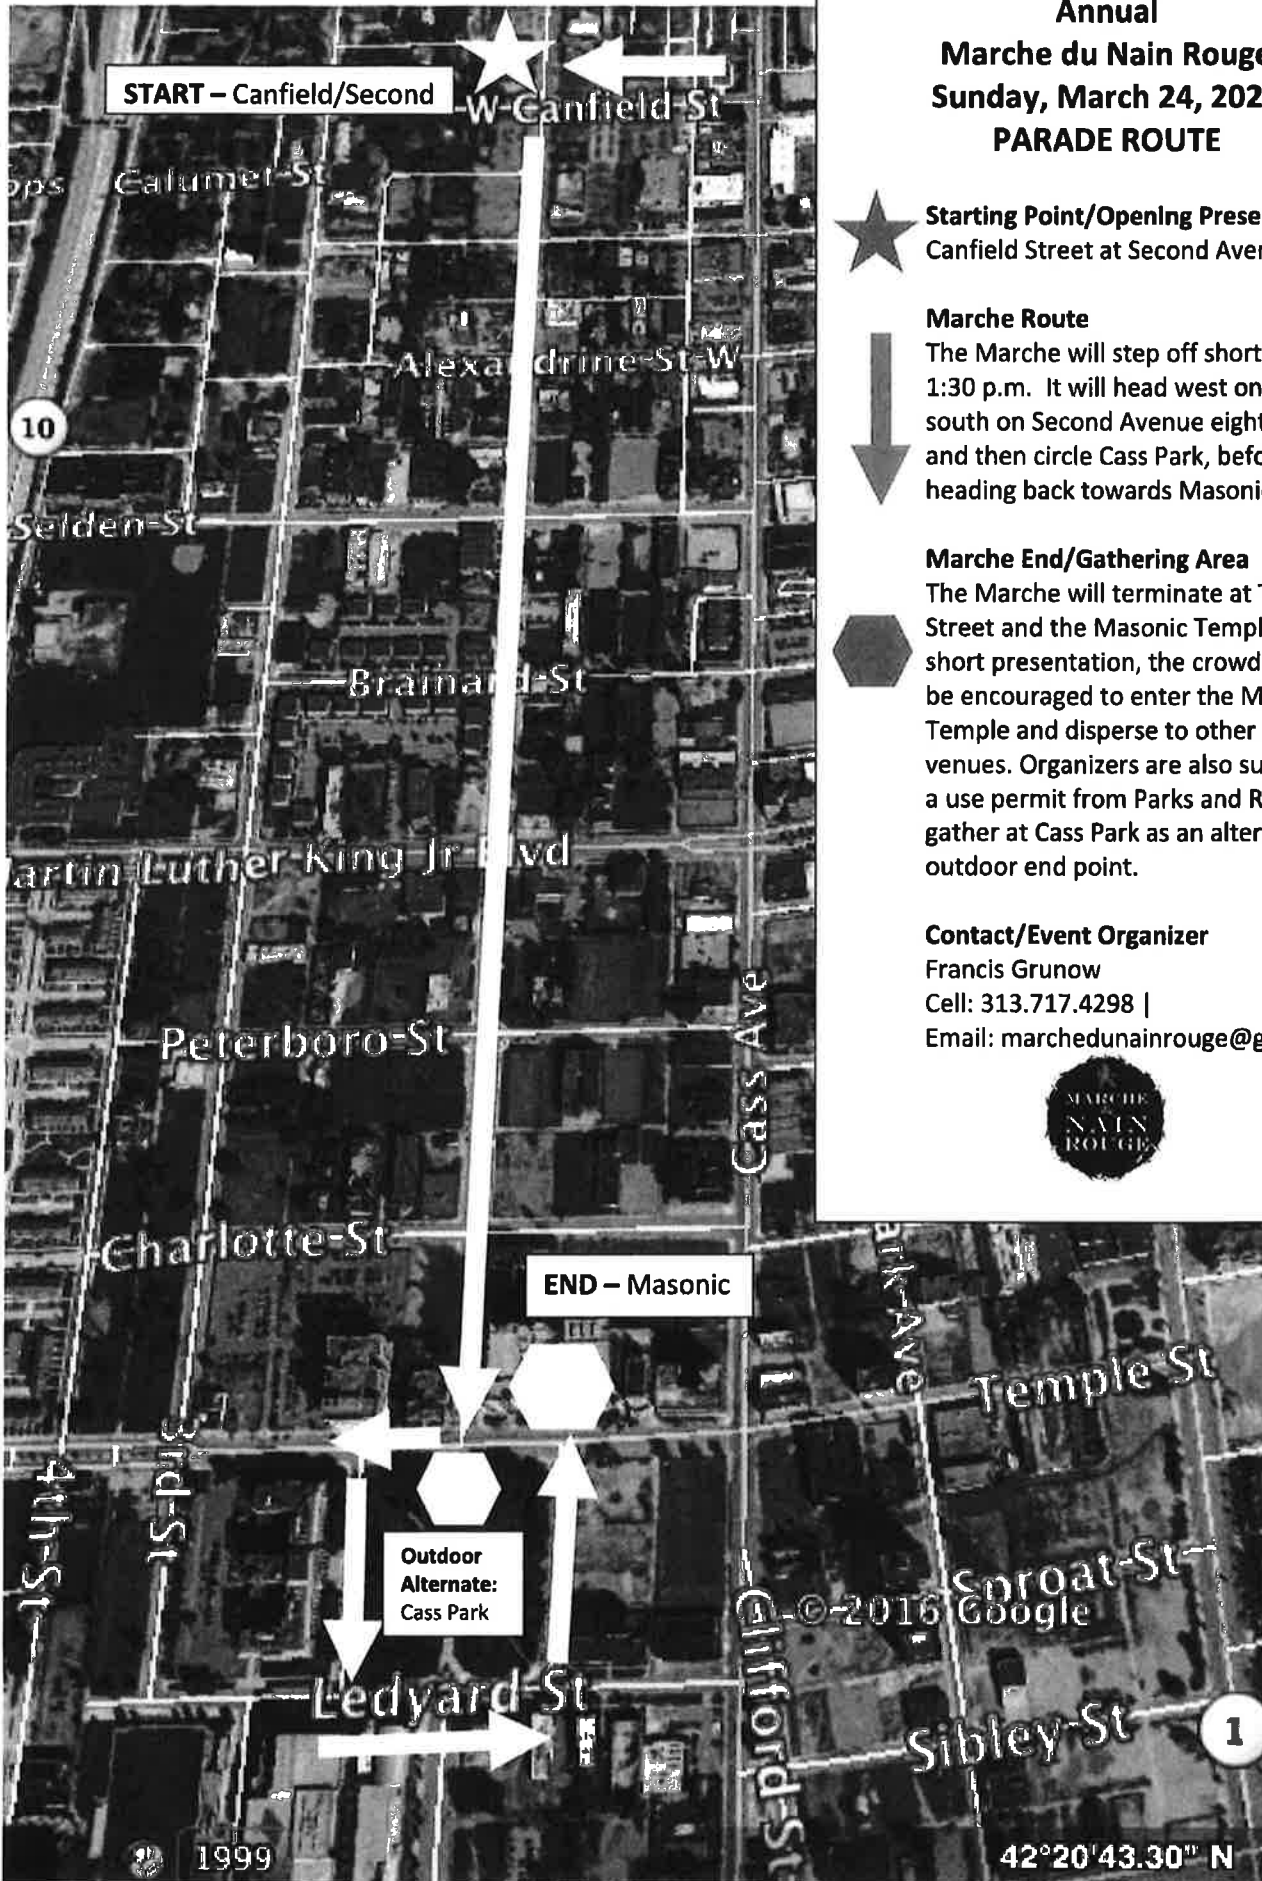 START – Canfield/Second
W Canfield St
Calumet St
Alexandrine St W
10
Selden St
Brainard St
artin Luther King Jr Blvd
Peterboro St
Cass Ave
Charlotte St
END – Masonic
ark Ave
Temple St
3rd St
4th St
Outdoor
Alternate:
Cass Park
Sproat St
© 2016 Google
Clifford St
Ledyard St
Sibley St
1
1999
42°20'43.30" N
Annual
Marche du Nain Rouge
Sunday, March 24, 202
PARADE ROUTE
Starting Point/Opening Prese
Canfield Street at Second Aven
Marche Route
The Marche will step off short
1:30 p.m. It will head west on
south on Second Avenue eight
and then circle Cass Park, befo
heading back towards Masoni
Marche End/Gathering Area
The Marche will terminate at T
Street and the Masonic Templ
short presentation, the crowd
be encouraged to enter the M
Temple and disperse to other
venues. Organizers are also su
a use permit from Parks and R
gather at Cass Park as an alter
outdoor end point.
Contact/Event Organizer
Francis Grunow
Cell: 313.717.4298 |
Email: marchedunainrouge@g
MARCHE
NAIN
ROUGE